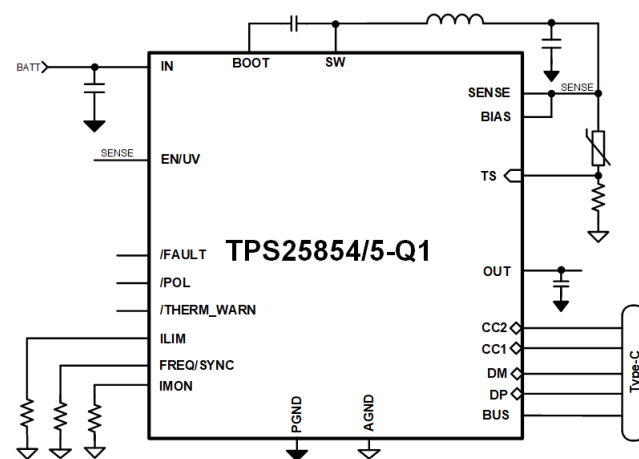 BOOT
SW
BATT
IN
SENSE
SENSE
BIAS
SENSE
EN/UV
TS
TPS25854/5-Q1
/FAULT
OUT
/POL
/THERM_WARN
CC2
ILIM
CC1
FREQ/SYNC
DM
IMON
DP
BUS
Type-C
PGND
AGND